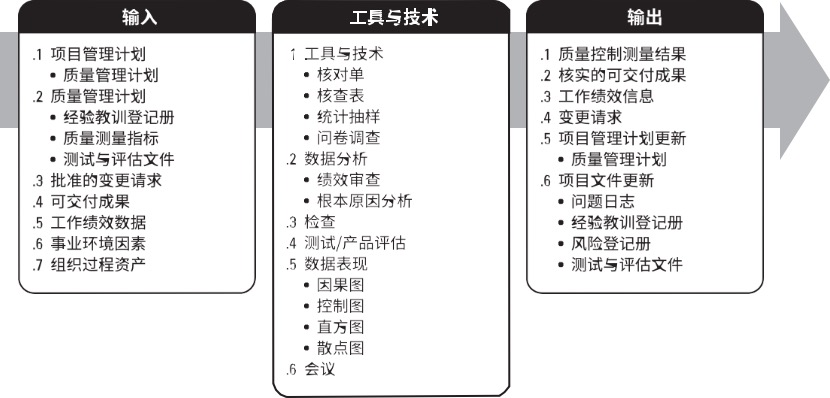 输入
.1 项目管理计划
• 质量管理计划
.2 质量管理计划
• 经验教训登记册
• 质量测量指标
• 测试与评估文件
.3 批准的变更请求
.4 可交付成果
.5 工作绩效数据
.6 事业环境因素
.7 组织过程资产
工具与技术
1 工具与技术
• 核对单
• 核查表
• 统计抽样
• 问卷调查
.2 数据分析
• 绩效审查
• 根本原因分析
.3 检查
.4 测试/产品评估
.5 数据表现
• 因果图
• 控制图
• 直方图
• 散点图
.6 会议
输出
.1 质量控制测量结果
.2 核实的可交付成果
.3 工作绩效信息
.4 变更请求
.5 项目管理计划更新
• 质量管理计划
.6 项目文件更新
• 问题日志
• 经验教训登记册
• 风险登记册
• 测试与评估文件